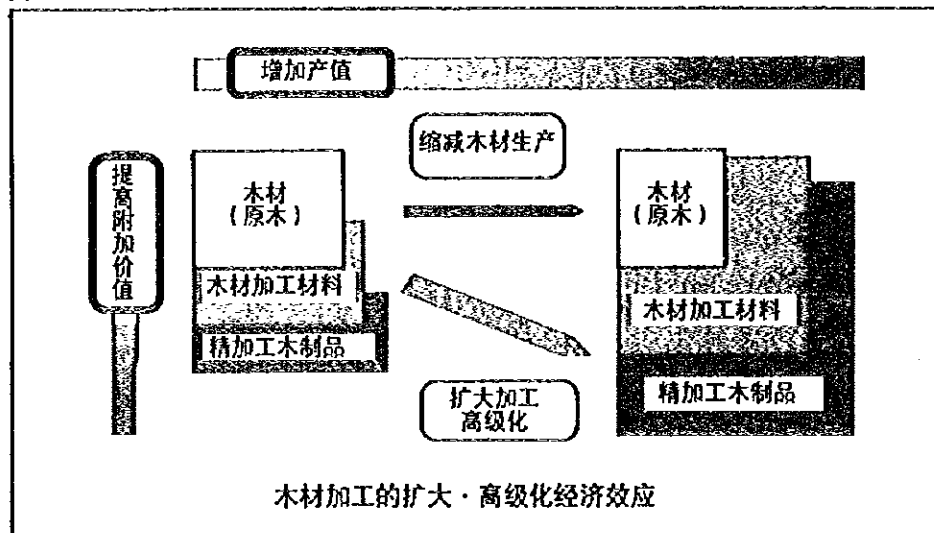 增加产值
缩减木材生产
提高附加价值
木材
(原木)
木材加工材料
精加工木制品
木材
(原木)
木材加工材料
精加工木制品
扩大加工
高级化
木材加工的扩大·高级化经济效应